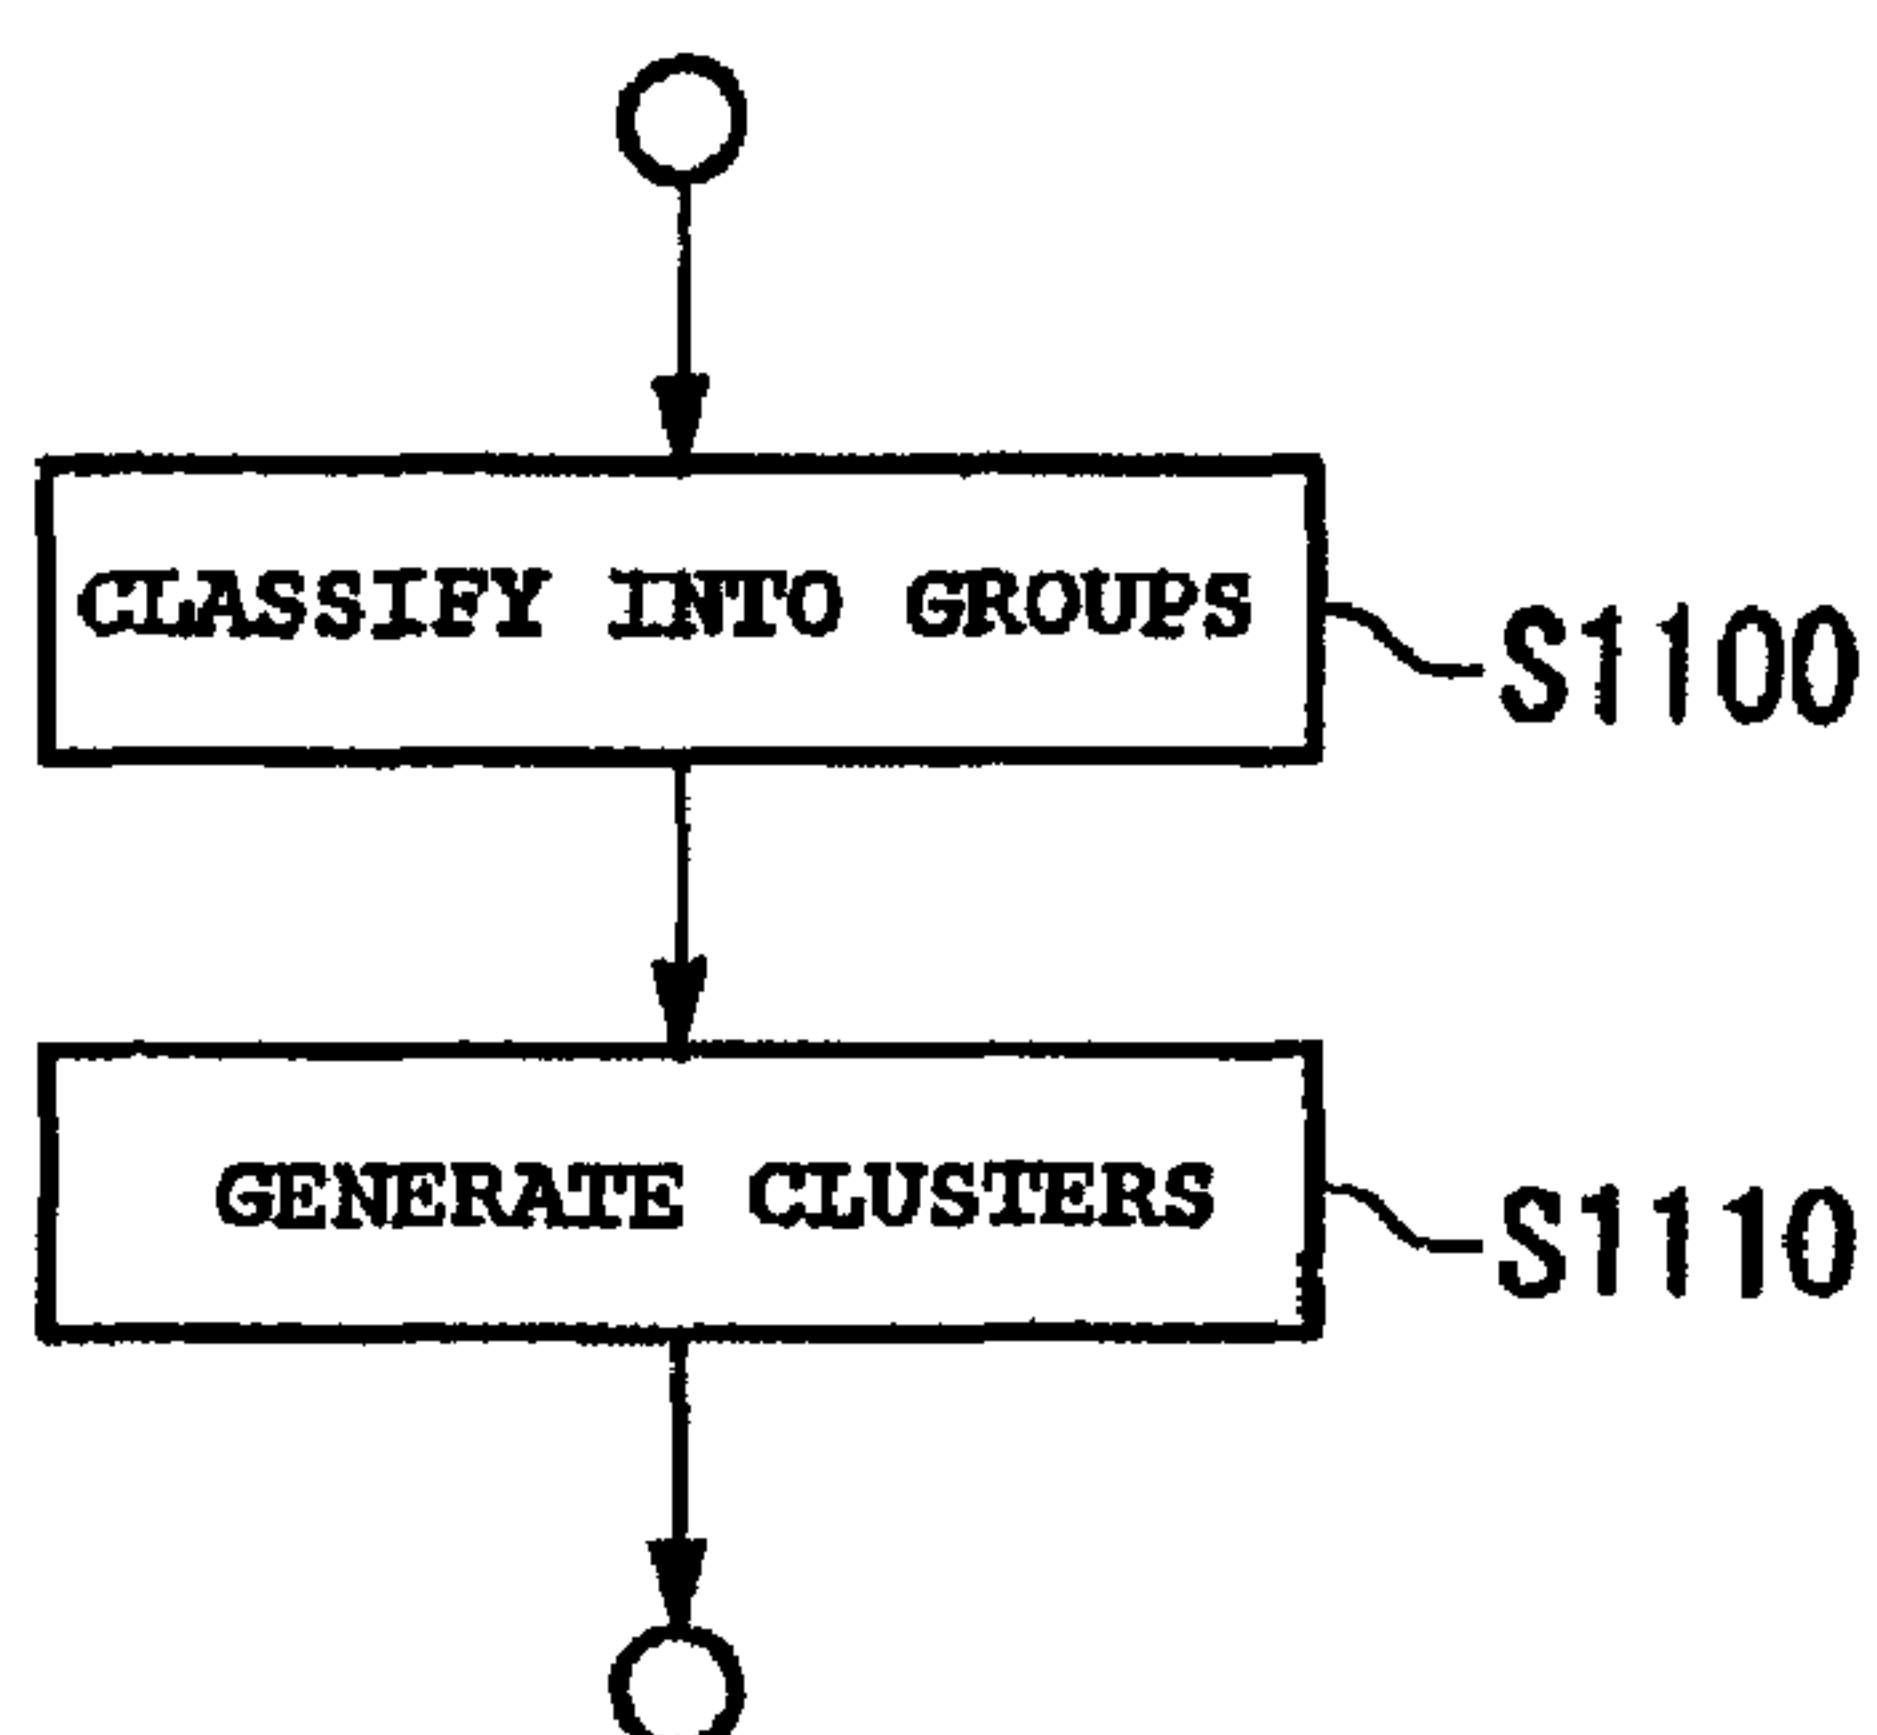 CLASSIFY INTO GROUPS
S1100
GENERATE CLUSTERS
S1110